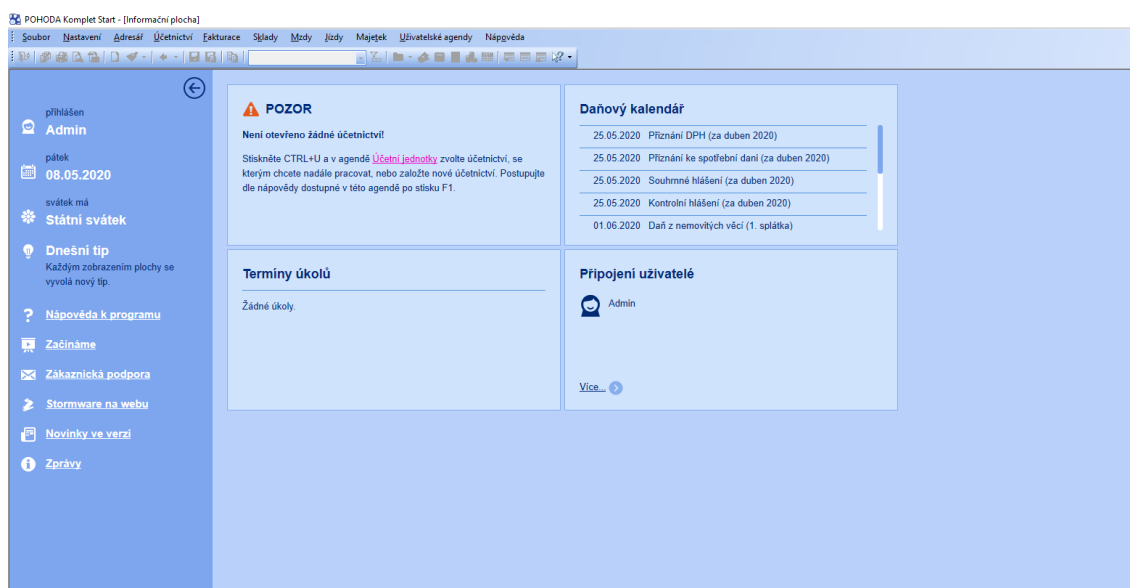 POHODA Komplet Start - [Informační plocha]
Soubor Nastavení Adresář Účetnictví Fakturace Sklady Mzdy Jízdy Majetek Uživatelské agendy Nápověda
přihlášen
Admin
pátek
08.05.2020
svátek má
Státní svátek
Dnešní tip
Každým zobrazením plochy se
vyvolá nový tip.
Nápověda k programu
Začínáme
Zákaznická podpora
Stormware na webu
Novinky ve verzi
Zprávy
POZOR
Není otevřeno žádné účetnictví!
Stiskněte CTRL+U a v agendě Účetní jednotky zvolte účetnictví, se
kterým chcete nadále pracovat, nebo založte nové účetnictví. Postupujte
dle nápovědy dostupné v této agendě po stisku F1.
Daňový kalendář
25.05.2020 Přiznání DPH (za duben 2020)
25.05.2020 Přiznání ke spotřební dani (za duben 2020)
25.05.2020 Souhrnné hlášení (za duben 2020)
25.05.2020 Kontrolní hlášení (za duben 2020)
01.06.2020 Daň z nemovitých věcí (1. splátka)
Termíny úkolů
Žádné úkoly.
Připojení uživatelé
Admin
Více...